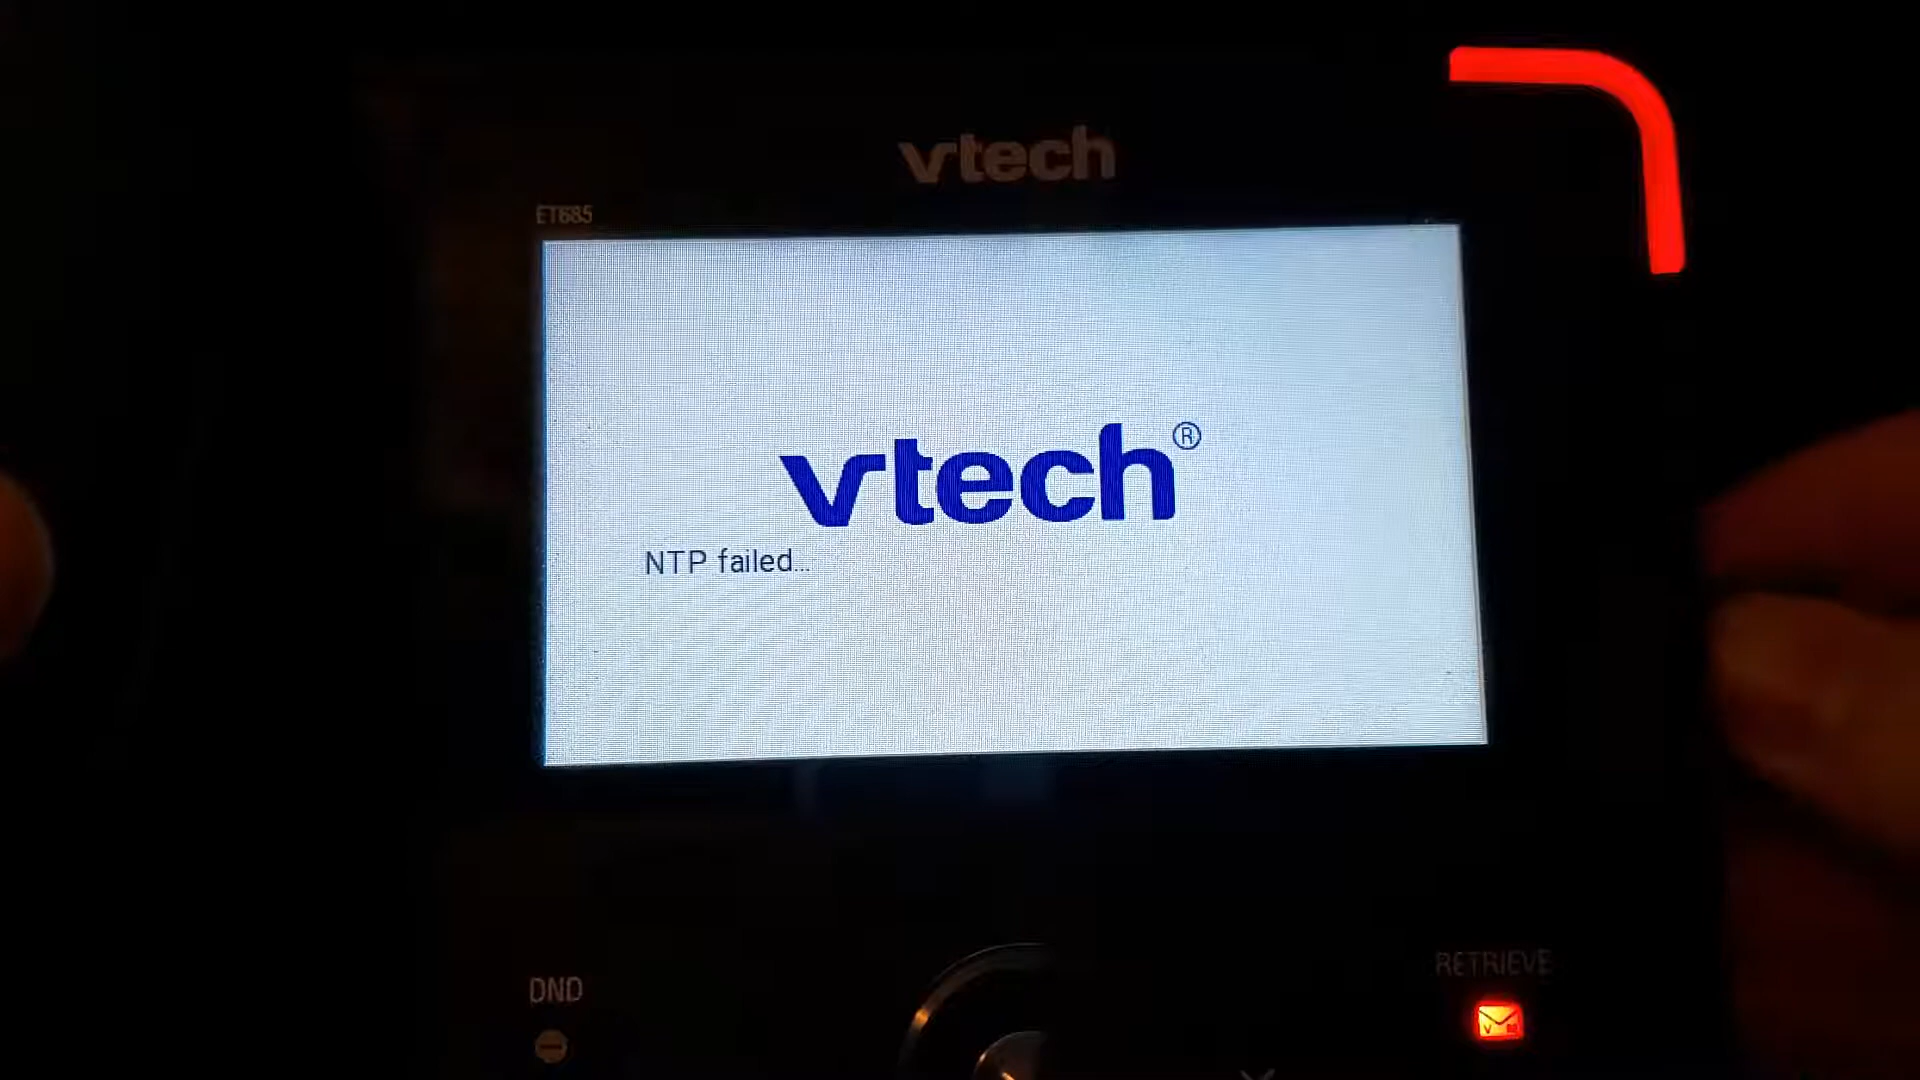 vtech
ET685
vtech®
NTP failed...
DND
RETRIEVE